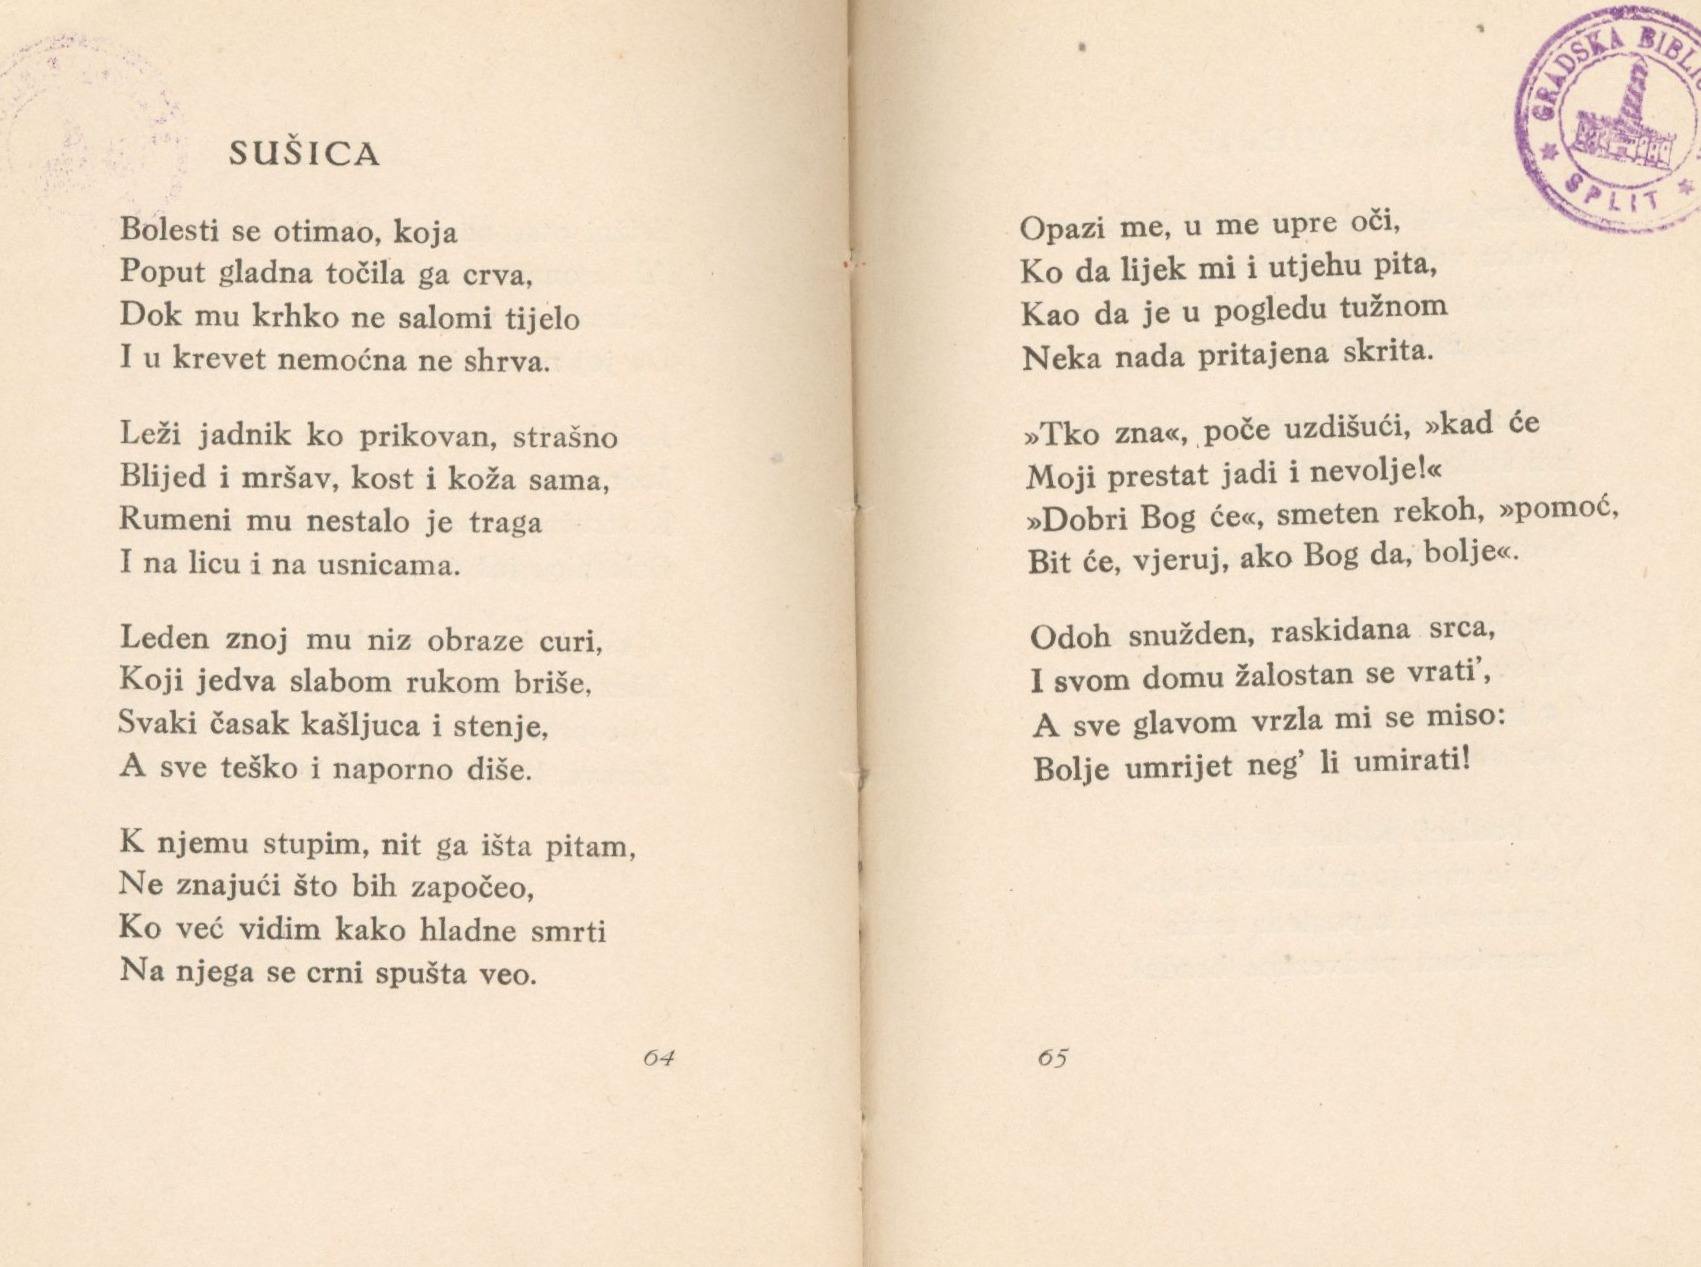 SUŠICA
Bolesti se otimao, koja
Poput gladna točila ga crva,
Dok mu krhko ne salomi tijelo
I u krevet nemoćna ne shrva.
Leži jadnik ko prikovan, strašno
Blijed i mršav, kost i koža sama,
Rumeni mu nestalo je traga
I na licu i na usnicama.
Leden znoj mu niz obraze curi,
Koji jedva slabom rukom briše,
Svaki časak kašljuca i stenje,
A sve teško i naporno diše.
K njemu stupim, nit ga išta pitam,
Ne znajući što bih započeo,
Ko već vidim kako hladne smrti
Na njega se crni spušta veo.
64
GRADSKA
SPLIT
Opazi me, u me upre oči,
Ko da lijek mi i utjehu pita,
Kao da je u pogledu tužnom
Neka nada pritajena skrita.
»Tko zna«, poče uzdišući, »kad će
Moji prestat jadi i nevolje!«
»Dobri Bog će«, smeten rekoh, »pomoć,
Bit će, vjeruj, ako Bog da, bolje«.
Odoh snužden, raskidana srca,
I svom domu žalostan se vrati’,
A sve glavom vrzla mi se miso:
Bolje umrijet neg’ li umirati!
65